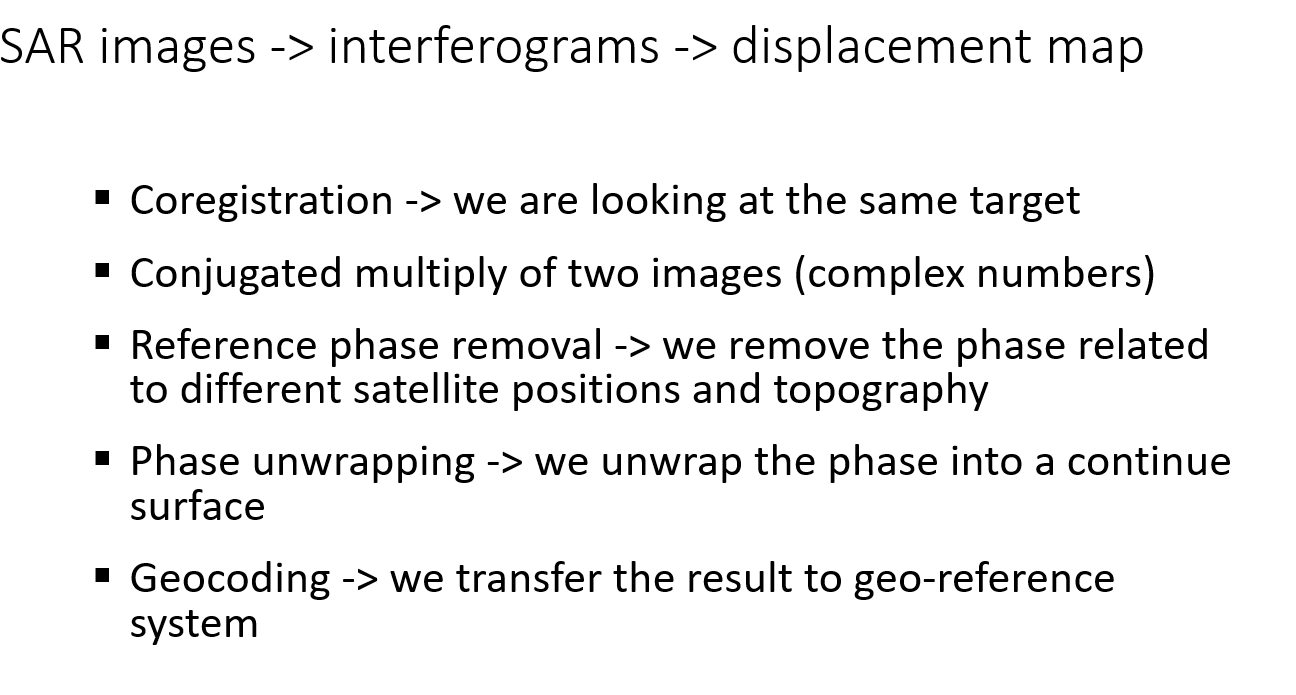 SAR images -> interferograms -> displacement map
▪ Coregistration -> we are looking at the same target
▪ Conjugated multiply of two images (complex numbers)
▪ Reference phase removal -> we remove the phase related
to different satellite positions and topography
▪ Phase unwrapping -> we unwrap the phase into a continue
surface
▪ Geocoding -> we transfer the result to geo-reference
system